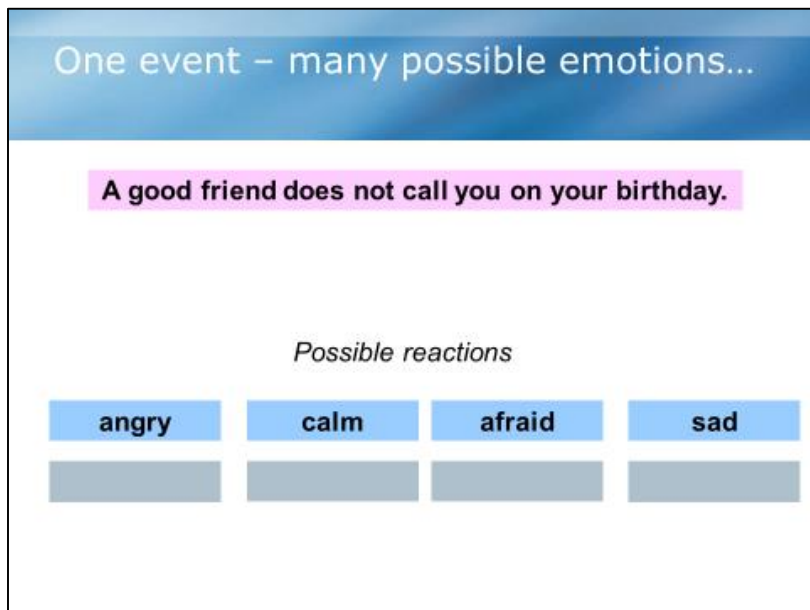 One event – many possible emotions…
A good friend does not call you on your birthday.
Possible reactions
angry calm afraid sad